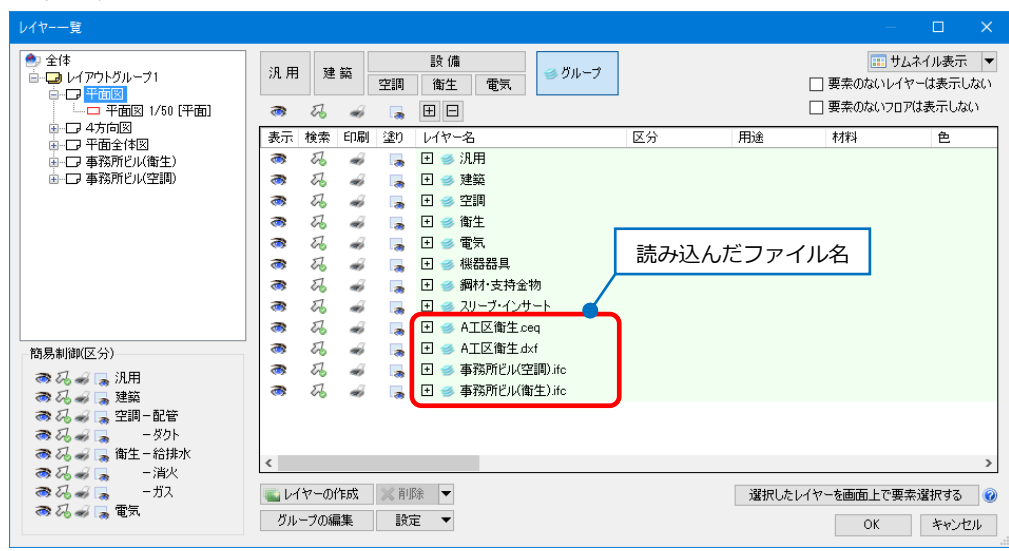 レイヤー一覧
全体
レイアウトグループ1
平面図
平面図 1/50 [平面]
4方向図
平面全体図
事務所ビル(衛生)
事務所ビル(空調)
簡易制御(区分)
汎用
建築
空調－配管
－ダクト
衛生－給排水
－消火
－ガス
電気
汎用 建築 設備 グループ
空調 衛生 電気
サムネイル表示
要素のないレイヤーは表示しない
要素のないフロアは表示しない
表示 検索 印刷 塗り レイヤー名 区分 用途 材料 色
汎用
建築
空調
衛生
電気
機器器具
鋼材･支持金物
スリーブ･インサート
A工区衛生.ceq
A工区衛生.dxf
事務所ビル(空調).ifc
事務所ビル(衛生).ifc
読み込んだファイル名
レイヤーの作成 削除 選択したレイヤーを画面上で要素選択する
グループの編集 設定 OK キャンセル